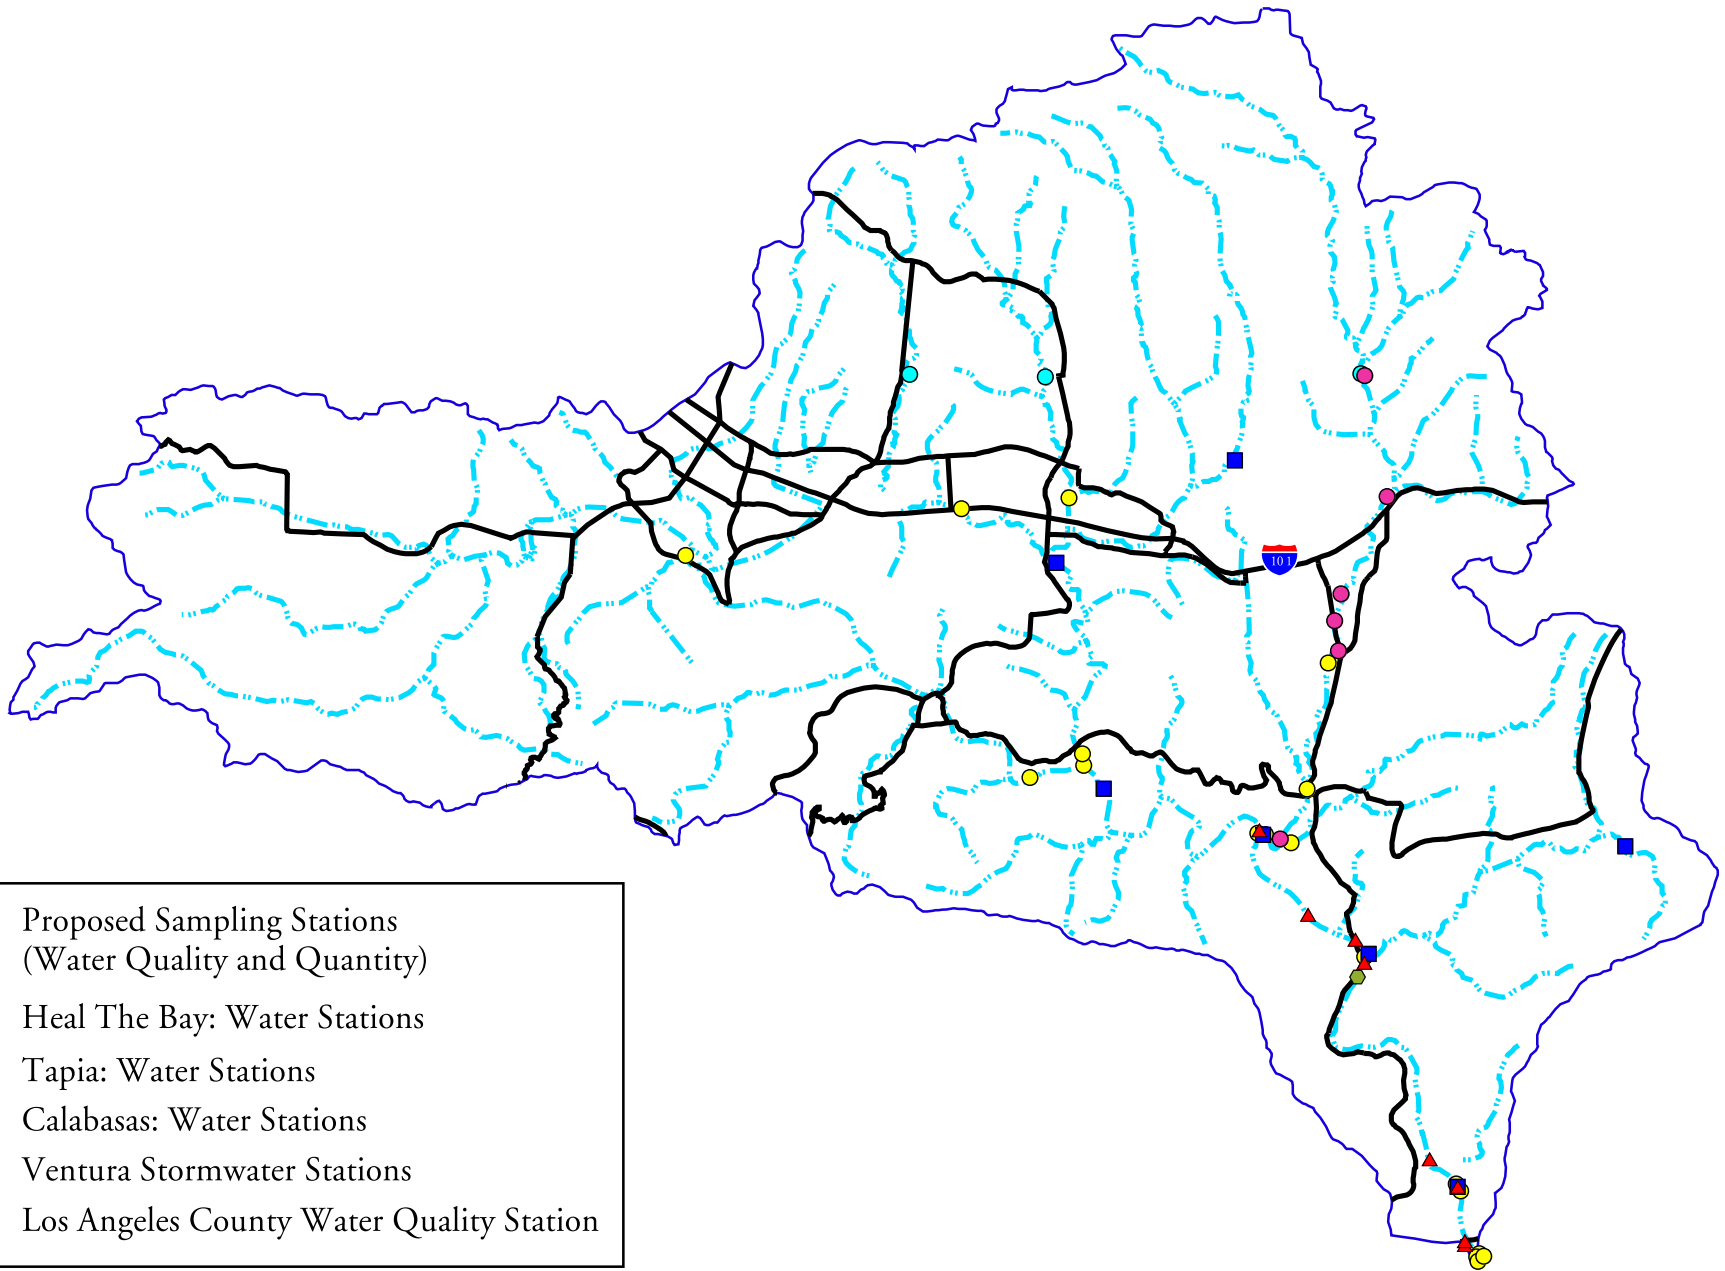 101
Proposed Sampling Stations
(Water Quality and Quantity)
Heal The Bay: Water Stations
Tapia: Water Stations
Calabasas: Water Stations
Ventura Stormwater Stations
Los Angeles County Water Quality Station